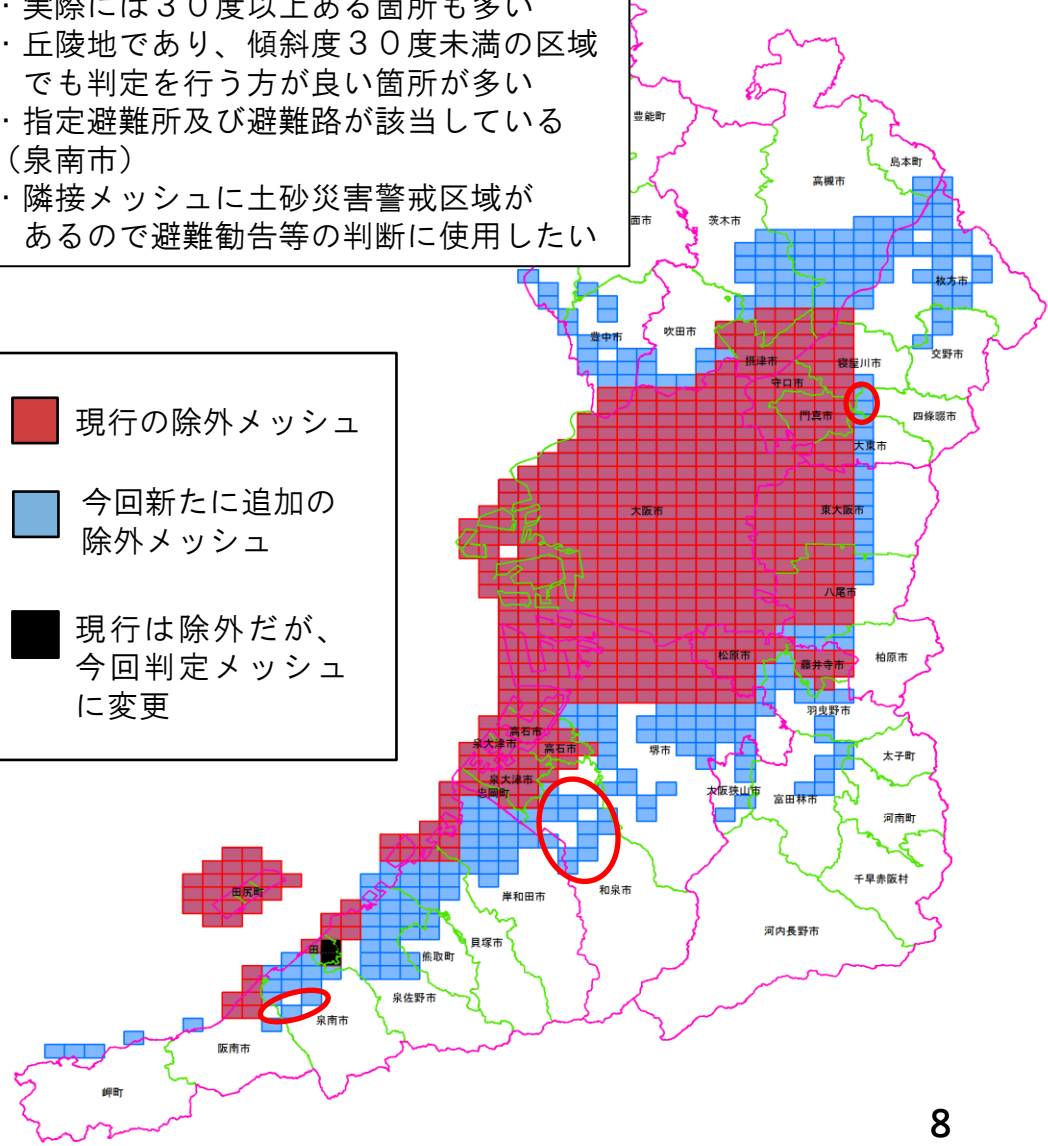 ・実際には３０度以上ある箇所も多い
・丘陵地であり、傾斜度３０度未満の区域
でも判定を行う方が良い箇所が多い
・指定避難所及び避難路が該当している
（泉南市）
・隣接メッシュに土砂災害警戒区域が
あるので避難勧告等の判断に使用したい
現行の除外メッシュ
今回新たに追加の
除外メッシュ
現行は除外だが、
今回判定メッシュ
に変更
豊能町
島本町
高槻市
面市
茨木市
枚方市
豊中市
吹田市
摂津市
寝屋川市
交野市
守口市
門真市
四條畷市
大東市
大阪市
東大阪市
八尾市
松原市
藤井寺市
柏原市
羽曳野市
高石市
泉大津市
高石市
堺市
太子町
泉大津市
忠岡町
大阪狭山市
富田林市
河南町
千早赤阪村
田尻町
岸和田市
和泉市
河内長野市
貝塚市
田
熊取町
泉佐野市
泉南市
阪南市
岬町
8